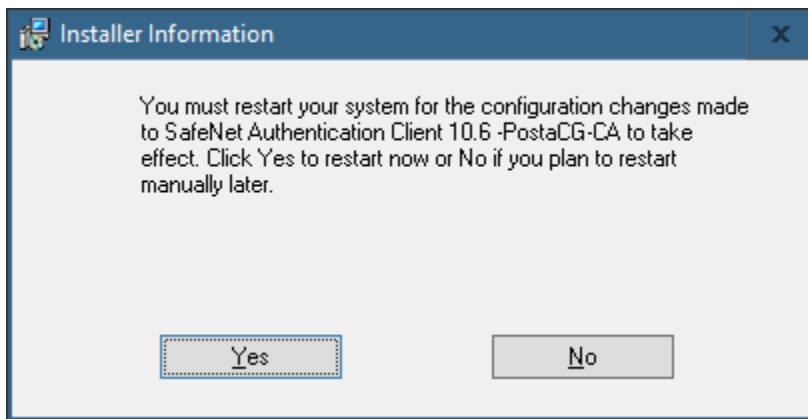 Installer Information
You must restart your system for the configuration changes made
to SafeNet Authentication Client 10.6 -PostaCG-CA to take
effect. Click Yes to restart now or No if you plan to restart
manually later.
Yes
No